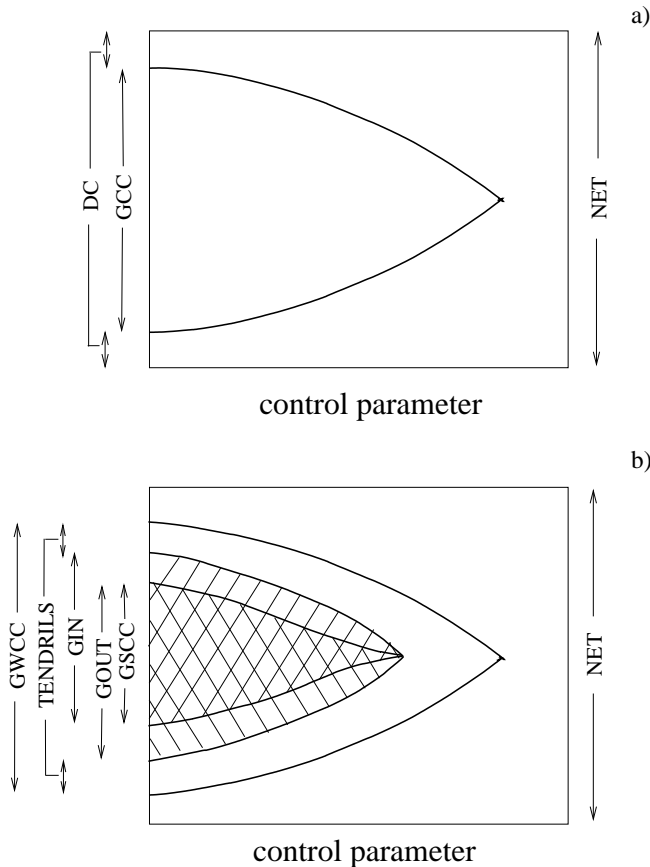 a)
DC
GCC
NET
control parameter
b)
GWCC
TENDRILS
GIN
GOUT
GSCC
NET
control parameter